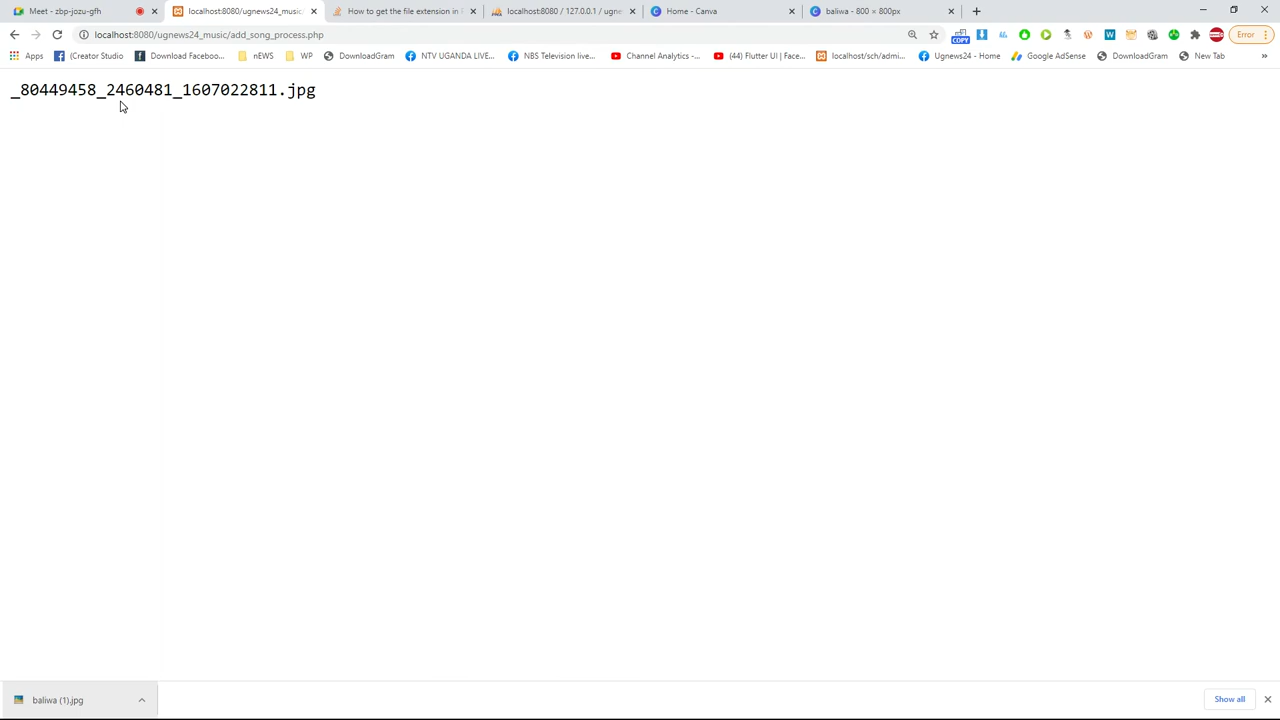 Meet - zbp-jozu-gfh
localhost:8080/ugnews24_music/
How to get the file extension in P
localhost:8080 / 127.0.0.1 / ugne
Home - Canva
baliwa - 800 × 800px
localhost:8080/ugnews24_music/add_song_process.php
COPY
Error
Apps
(Creator Studio
Download Faceboo...
nEWS
WP
DownloadGram
NTV UGANDA LIVE...
NBS Television live...
Channel Analytics -...
(44) Flutter UI | Face...
localhost/sch/admi...
Ugnews24 - Home
Google AdSense
DownloadGram
New Tab
_80449458_2460481_1607022811.jpg
baliwa (1).jpg
Show all